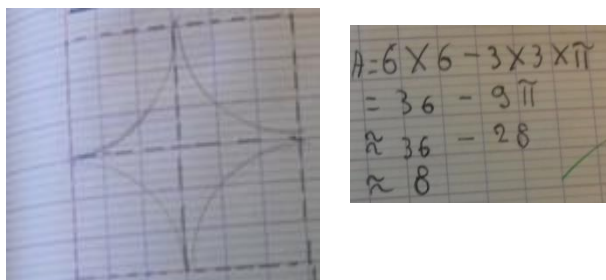 A = 6 × 6 - 3 × 3 × π
= 36 - 9π
≈ 36 - 28
≈ 8